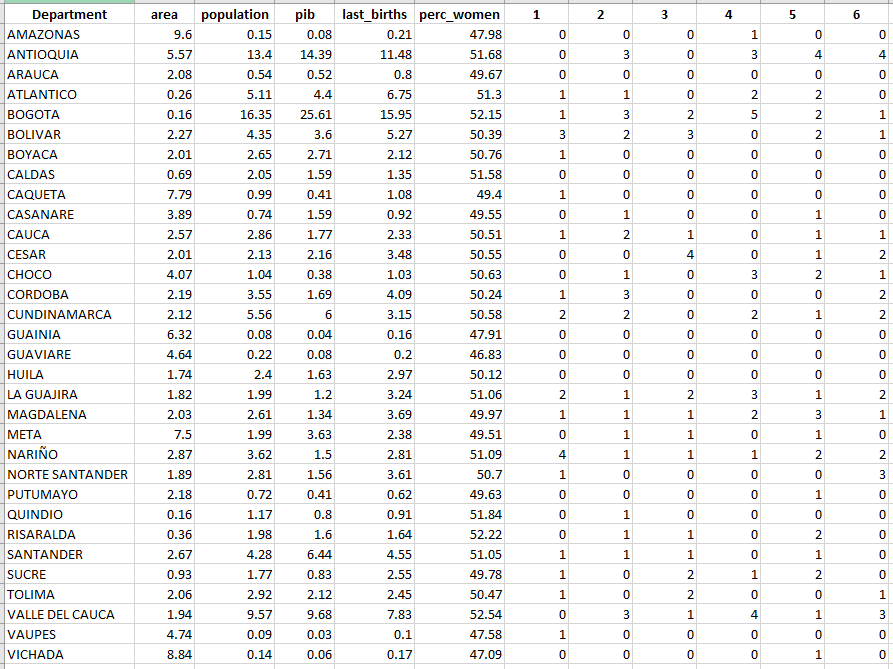 Department area population pib last_births perc_women 1 2 3 4 5 6
AMAZONAS 9.6 0.15 0.08 0.21 47.98 0 0 0 1 0 0
ANTIOQUIA 5.57 13.4 14.39 11.48 51.68 0 3 0 3 4 4
ARAUCA 2.08 0.54 0.52 0.8 49.67 0 0 0 0 0 0
ATLANTICO 0.26 5.11 4.4 6.75 51.3 1 1 0 2 2 0
BOGOTA 0.16 16.35 25.61 15.95 52.15 1 3 2 5 2 1
BOLIVAR 2.27 4.35 3.6 5.27 50.39 3 2 3 0 2 1
BOYACA 2.01 2.65 2.71 2.12 50.76 1 0 0 0 0 0
CALDAS 0.69 2.05 1.59 1.35 51.58 0 0 0 0 0 0
CAQUETA 7.79 0.99 0.41 1.08 49.4 1 0 0 0 0 0
CASANARE 3.89 0.74 1.59 0.92 49.55 0 1 0 0 1 0
CAUCA 2.57 2.86 1.77 2.33 50.51 1 2 1 0 1 1
CESAR 2.01 2.13 2.16 3.48 50.55 0 0 4 0 1 2
CHOCO 4.07 1.04 0.38 1.03 50.63 0 1 0 3 2 1
CORDOBA 2.19 3.55 1.69 4.09 50.24 1 3 0 0 0 2
CUNDINAMARCA 2.12 5.56 6 3.15 50.58 2 2 0 2 1 2
GUAINIA 6.32 0.08 0.04 0.16 47.91 0 0 0 0 0 0
GUAVIARE 4.64 0.22 0.08 0.2 46.83 0 0 0 0 0 0
HUILA 1.74 2.4 1.63 2.97 50.12 0 0 0 0 0 0
LA GUAJIRA 1.82 1.99 1.2 3.24 51.06 2 1 2 3 1 2
MAGDALENA 2.03 2.61 1.34 3.69 49.97 1 1 1 2 3 1
META 7.5 1.99 3.63 2.38 49.51 0 1 1 0 1 0
NARIÑO 2.87 3.62 1.5 2.81 51.09 4 1 1 1 2 2
NORTE SANTANDER 1.89 2.81 1.56 3.61 50.7 1 0 0 0 0 3
PUTUMAYO 2.18 0.72 0.41 0.62 49.63 0 0 0 0 1 0
QUINDIO 0.16 1.17 0.8 0.91 51.84 0 1 0 0 0 0
RISARALDA 0.36 1.98 1.6 1.64 52.22 0 1 1 0 2 0
SANTANDER 2.67 4.28 6.44 4.55 51.05 1 1 1 0 1 0
SUCRE 0.93 1.77 0.83 2.55 49.78 1 0 2 1 2 0
TOLIMA 2.06 2.92 2.12 2.45 50.47 1 0 2 0 0 1
VALLE DEL CAUCA 1.94 9.57 9.68 7.83 52.54 0 3 1 4 1 3
VAUPES 4.74 0.09 0.03 0.1 47.58 1 0 0 0 0 0
VICHADA 8.84 0.14 0.06 0.17 47.09 0 0 0 0 1 0